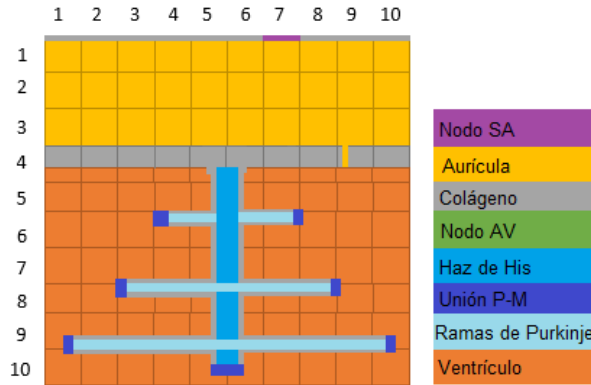 1 2 3 4 5 6 7 8 9 10
1
2
3
4
5
6
7
8
9
10
Nodo SA
Aurícula
Colágeno
Nodo AV
Haz de His
Unión P-M
Ramas de Purkinje
Ventrículo